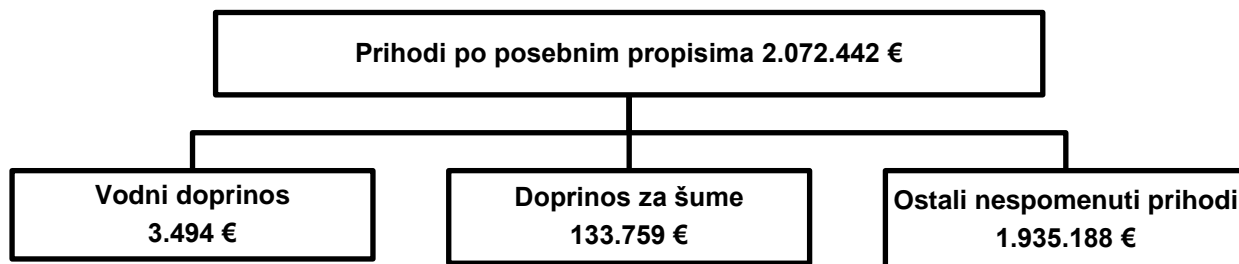 Prihodi po posebnim propisima 2.072.442 €
Vodni doprinos
3.494 €
Doprinos za šume
133.759 €
Ostali nespomenuti prihodi
1.935.188 €